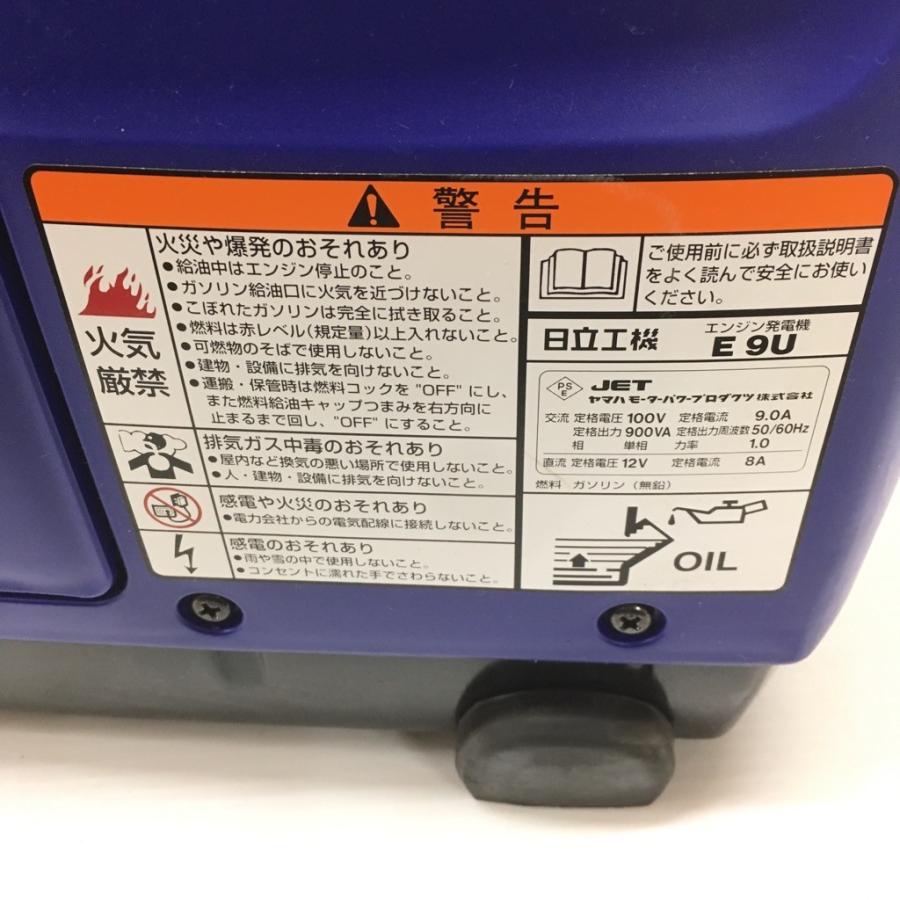 警告
火気
厳禁
火災や爆発のおそれあり
●給油中はエンジン停止のこと。
●ガソリン給油口に火気を近づけないこと。
●こぼれたガソリンは完全に拭き取ること。
●燃料は赤レベル(規定量)以上入れないこと。
●可燃物のそばで使用しないこと。
●建物・設備に排気を向けないこと。
●運搬・保管時は燃料コックを "OFF" にし、
また燃料給油キャップつまみを右方向に
止まるまで回し、"OFF" にすること。
排気ガス中毒のおそれあり
●屋内など換気の悪い場所で使用しないこと。
●人・建物・設備に排気を向けないこと。
感電や火災のおそれあり
●電力会社からの電気配線に接続しないこと。
感電のおそれあり
●雨や雪の中で使用しないこと。
●コンセントに濡れた手でさわらないこと。
ご使用前に必ず取扱説明書
をよく読んで安全にお使い
ください。
日立工機 エンジン発電機
E 9U
PS
E
JET
ヤマハモーターパワープロダクツ株式会社
交流 定格電圧 100V 定格電流 9.0A
定格出力 900VA 定格出力周波数 50/60Hz
相 単相 力率 1.0
直流 定格電圧 12V 定格電流 8A
燃料 ガソリン(無鉛)
OIL